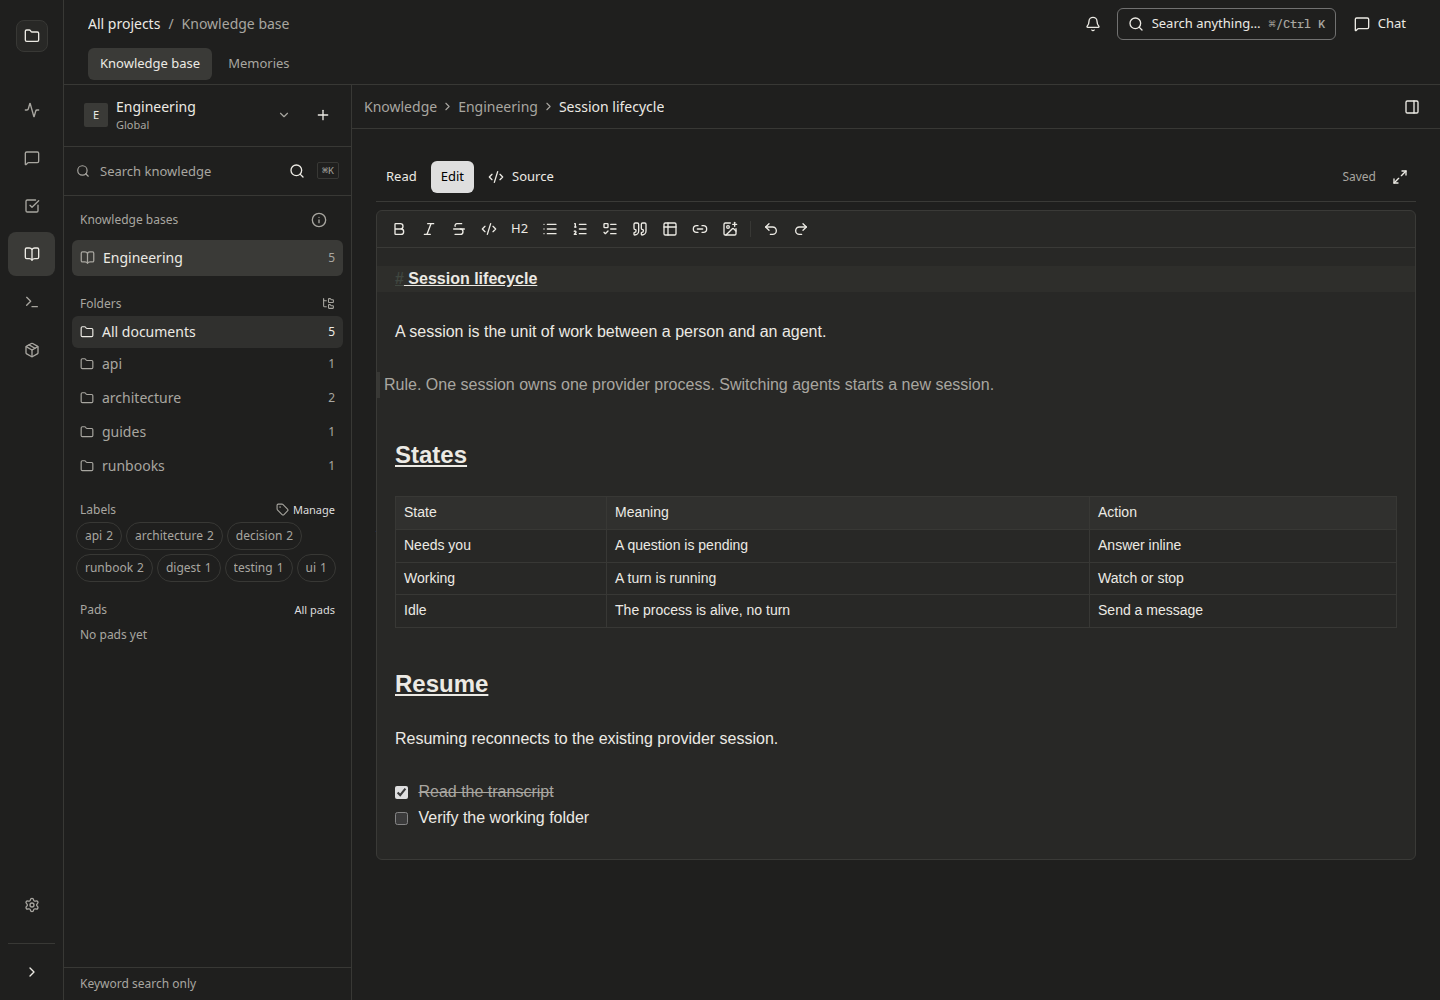 All projects / Knowledge base
Search anything... ⌘/Ctrl K
Chat
Knowledge base
Memories
E
Engineering
Global
Knowledge > Engineering > Session lifecycle
Search knowledge
⌘K
Read
Edit
Source
Saved
Knowledge bases
Engineering 5
H2
Folders
All documents 5
api 1
architecture 2
guides 1
runbooks 1
Labels
Manage
api 2
architecture 2
decision 2
runbook 2
digest 1
testing 1
ui 1
Pads
All pads
No pads yet
Keyword search only
# Session lifecycle
A session is the unit of work between a person and an agent.
Rule. One session owns one provider process. Switching agents starts a new session.
States
State Meaning Action
Needs you A question is pending Answer inline
Working A turn is running Watch or stop
Idle The process is alive, no turn Send a message
Resume
Resuming reconnects to the existing provider session.
Read the transcript
Verify the working folder